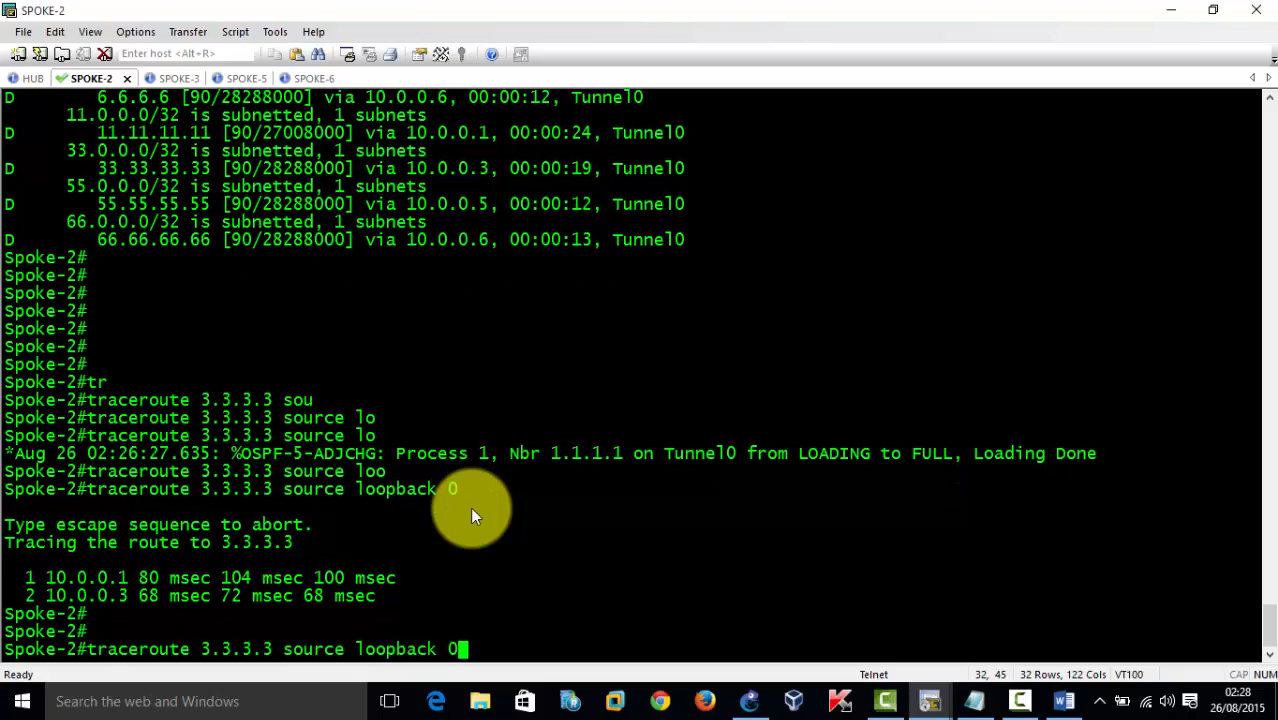 SPOKE-2
File Edit View Options Transfer Script Tools Help
Enter host <Alt+R>
HUB SPOKE-2 SPOKE-3 SPOKE-5 SPOKE-6
D 6.6.6.6 [90/28288000] via 10.0.0.6, 00:00:12, Tunnel0
11.0.0.0/32 is subnetted, 1 subnets
D 11.11.11.11 [90/27008000] via 10.0.0.1, 00:00:24, Tunnel0
33.0.0.0/32 is subnetted, 1 subnets
D 33.33.33.33 [90/28288000] via 10.0.0.3, 00:00:19, Tunnel0
55.0.0.0/32 is subnetted, 1 subnets
D 55.55.55.55 [90/28288000] via 10.0.0.5, 00:00:12, Tunnel0
66.0.0.0/32 is subnetted, 1 subnets
D 66.66.66.66 [90/28288000] via 10.0.0.6, 00:00:13, Tunnel0
Spoke-2#
Spoke-2#
Spoke-2#
Spoke-2#
Spoke-2#
Spoke-2#
Spoke-2#
Spoke-2#tr
Spoke-2#traceroute 3.3.3.3 sou
Spoke-2#traceroute 3.3.3.3 source lo
Spoke-2#traceroute 3.3.3.3 source lo
*Aug 26 02:26:27.635: %OSPF-5-ADJCHG: Process 1, Nbr 1.1.1.1 on Tunnel0 from LOADING to FULL, Loading Done
Spoke-2#traceroute 3.3.3.3 source loo
Spoke-2#traceroute 3.3.3.3 source loopback 0
Type escape sequence to abort.
Tracing the route to 3.3.3.3
1 10.0.0.1 80 msec 104 msec 100 msec
2 10.0.0.3 68 msec 72 msec 68 msec
Spoke-2#
Spoke-2#
Spoke-2#traceroute 3.3.3.3 source loopback 0
Ready Telnet 32, 45 32 Rows, 122 Cols VT100 CAP NUM
Search the web and Windows
02:28
26/08/2015